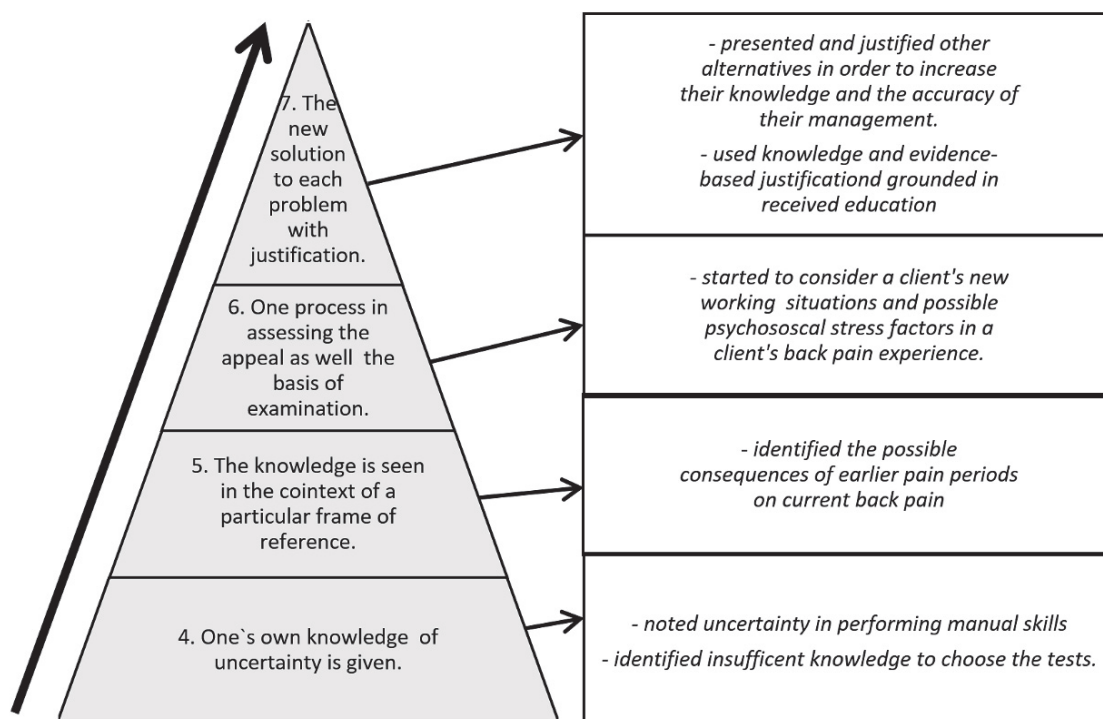 7. The
new
solution
to each
problem
with
justification.
- presented and justified other
alternatives in order to increase
their knowledge and the accuracy of
their management.
- used knowledge and evidence-
based justificationd grounded in
received education
6. One process in
assessing the
appeal as well the
basis of
examination.
- started to consider a client's new
working situations and possible
psychososcal stress factors in a
client's back pain experience.
5. The knowledge is seen
in the cointext of a
particular frame of
reference.
- identified the possible
consequences of earlier pain periods
on current back pain
4. One`s own knowledge of
uncertainty is given.
- noted uncertainty in performing manual skills
- identified insufficent knowledge to choose the tests.